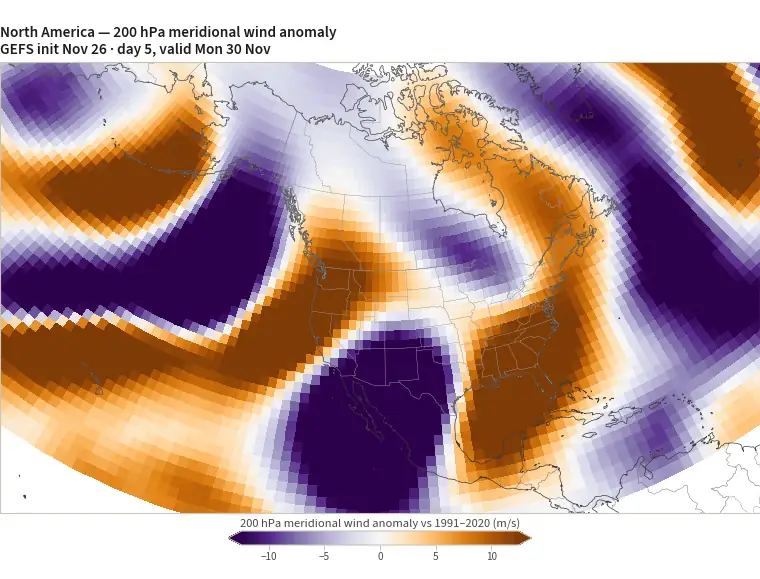 North America — 200 hPa meridional wind anomaly
GEFS init Nov 26 · day 5, valid Mon 30 Nov
200 hPa meridional wind anomaly vs 1991–2020 (m/s)
−10 −5 0 5 10